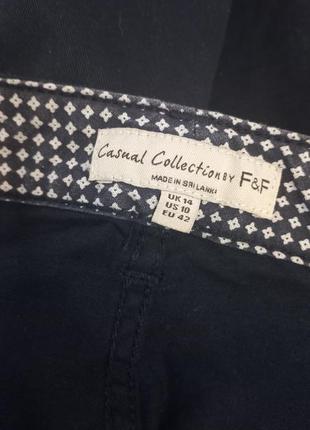 Casual Collection BY F&F
MADE IN SRI LANKA
UK 14
US 10
EU 42